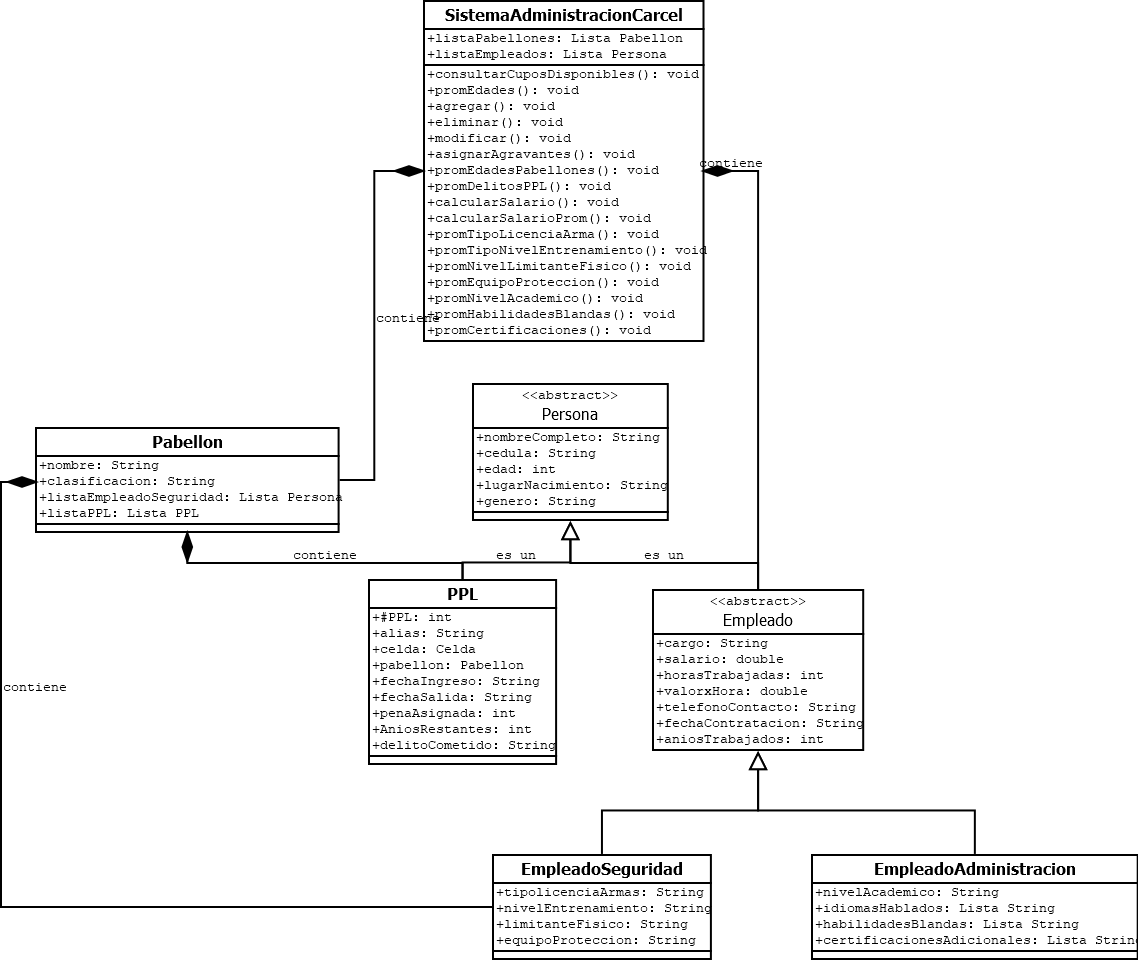 SistemaAdministracionCarcel
+listaPabellones: Lista Pabellon
+listaEmpleados: Lista Persona
+consultarCuposDisponibles(): void
+promEdades(): void
+agregar(): void
+eliminar(): void
+modificar(): void
+asignarAgravantes(): void
+promEdadesPabellones(): void
+promDelitosPPL(): void
+calcularSalario(): void
+calcularSalarioProm(): void
+promTipoLicenciaArma(): void
+promTipoNivelEntrenamiento(): void
+promNivelLimitanteFisico(): void
+promEquipoProteccion(): void
+promNivelAcademico(): void
+promHabilidadesBlandas(): void
+promCertificaciones(): void
contiene
contiene
<<abstract>>
Persona
+nombreCompleto: String
+cedula: String
+edad: int
+lugarNacimiento: String
+genero: String
Pabellon
+nombre: String
+clasificacion: String
+listaEmpleadoSeguridad: Lista Persona
+listaPPL: Lista PPL
contiene
es un
es un
PPL
+#PPL: int
+alias: String
+celda: Celda
+pabellon: Pabellon
+fechaIngreso: String
+fechaSalida: String
+penaAsignada: int
+AniosRestantes: int
+delitoCometido: String
<<abstract>>
Empleado
+cargo: String
+salario: double
+horasTrabajadas: int
+valorxHora: double
+telefonoContacto: String
+fechaContratacion: String
+aniosTrabajados: int
contiene
EmpleadoSeguridad
+tipolicenciaArmas: String
+nivelEntrenamiento: String
+limitanteFisico: String
+equipoProteccion: String
EmpleadoAdministracion
+nivelAcademico: String
+idiomasHablados: Lista String
+habilidadesBlandas: Lista String
+certificacionesAdicionales: Lista String